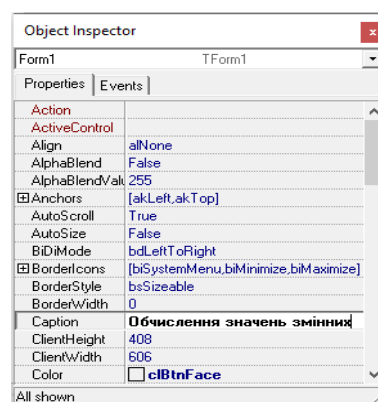 Object Inspector
x
Form1 TForm1
Properties Events
Action
ActiveControl
Align alNone
AlphaBlend False
AlphaBlendValu 255
Anchors [akLeft,akTop]
AutoScroll True
AutoSize False
BiDiMode bdLeftToRight
BorderIcons [biSystemMenu,biMinimize,biMaximize]
BorderStyle bsSizeable
BorderWidth 0
Caption Обчислення значень змінних
ClientHeight 408
ClientWidth 606
Color clBtnFace
All shown